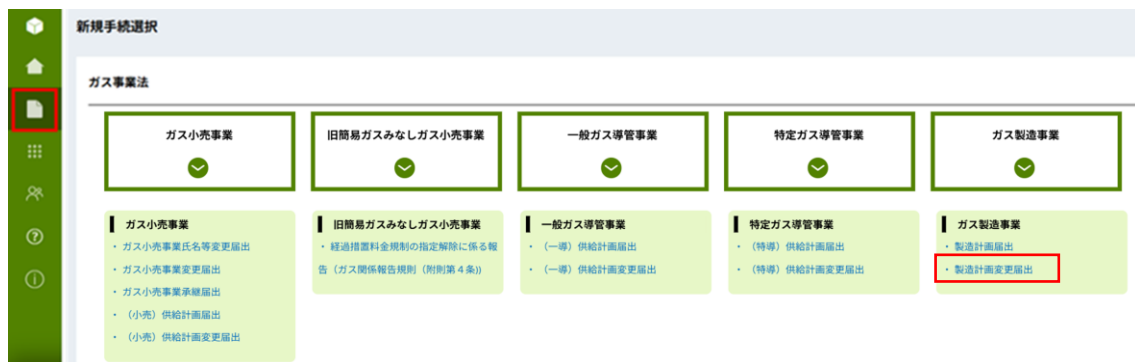 新規手続選択
ガス事業法
ガス小売事業
旧簡易ガスみなしガス小売事業
一般ガス導管事業
特定ガス導管事業
ガス製造事業
ガス小売事業
・ ガス小売事業氏名等変更届出
・ ガス小売事業変更届出
・ ガス小売事業承継届出
・ （小売）供給計画届出
・ （小売）供給計画変更届出
旧簡易ガスみなしガス小売事業
・ 経過措置料金規制の指定解除に係る報
告（ガス関係報告規則（附則第４条））
一般ガス導管事業
・ （一導）供給計画届出
・ （一導）供給計画変更届出
特定ガス導管事業
・ （特導）供給計画届出
・ （特導）供給計画変更届出
ガス製造事業
・ 製造計画届出
・ 製造計画変更届出